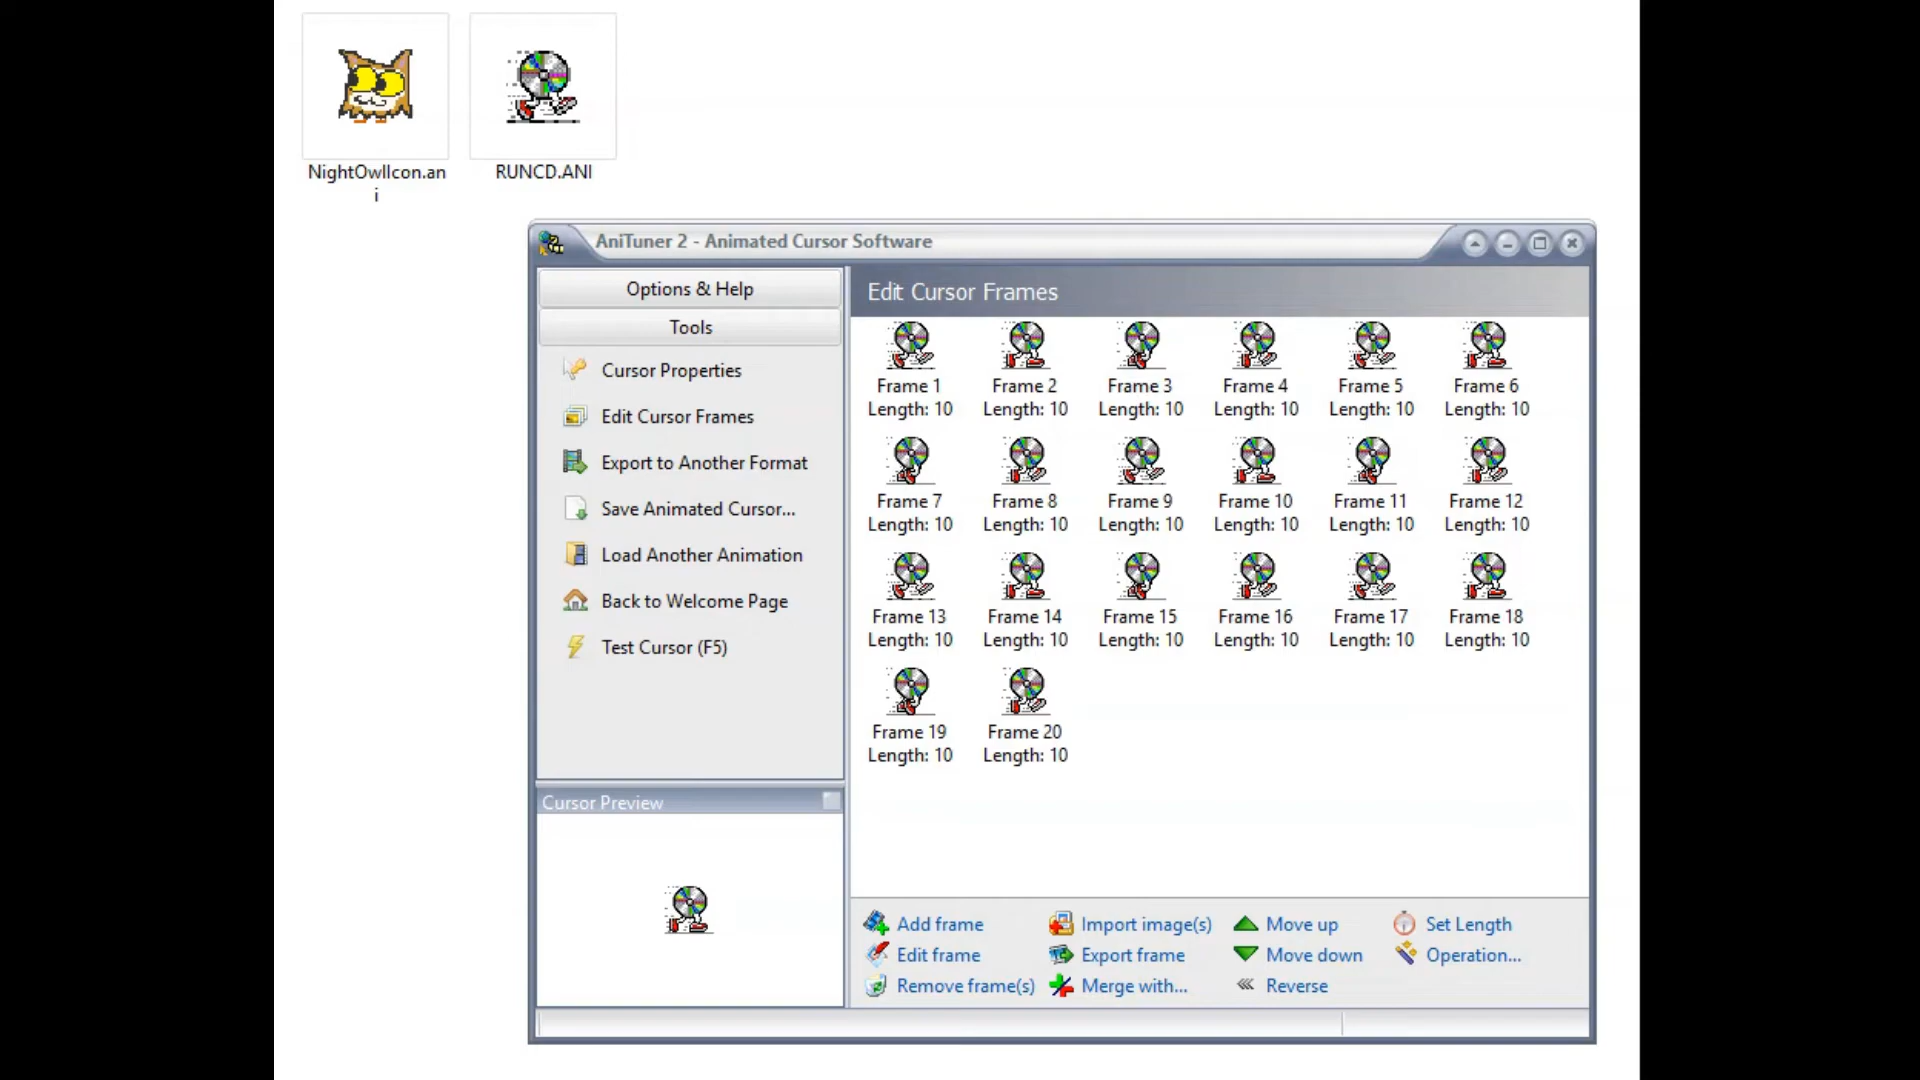 NightOwlIcon.an
i
RUNCD.ANI
AniTuner 2 - Animated Cursor Software
Options & Help
Tools
Cursor Properties
Edit Cursor Frames
Export to Another Format
Save Animated Cursor...
Load Another Animation
Back to Welcome Page
Test Cursor (F5)
Cursor Preview
Edit Cursor Frames
Frame 1 Frame 2 Frame 3 Frame 4 Frame 5 Frame 6
Length: 10 Length: 10 Length: 10 Length: 10 Length: 10 Length: 10
Frame 7 Frame 8 Frame 9 Frame 10 Frame 11 Frame 12
Length: 10 Length: 10 Length: 10 Length: 10 Length: 10 Length: 10
Frame 13 Frame 14 Frame 15 Frame 16 Frame 17 Frame 18
Length: 10 Length: 10 Length: 10 Length: 10 Length: 10 Length: 10
Frame 19 Frame 20
Length: 10 Length: 10
Add frame Import image(s) Move up Set Length
Edit frame Export frame Move down Operation...
Remove frame(s) Merge with... Reverse